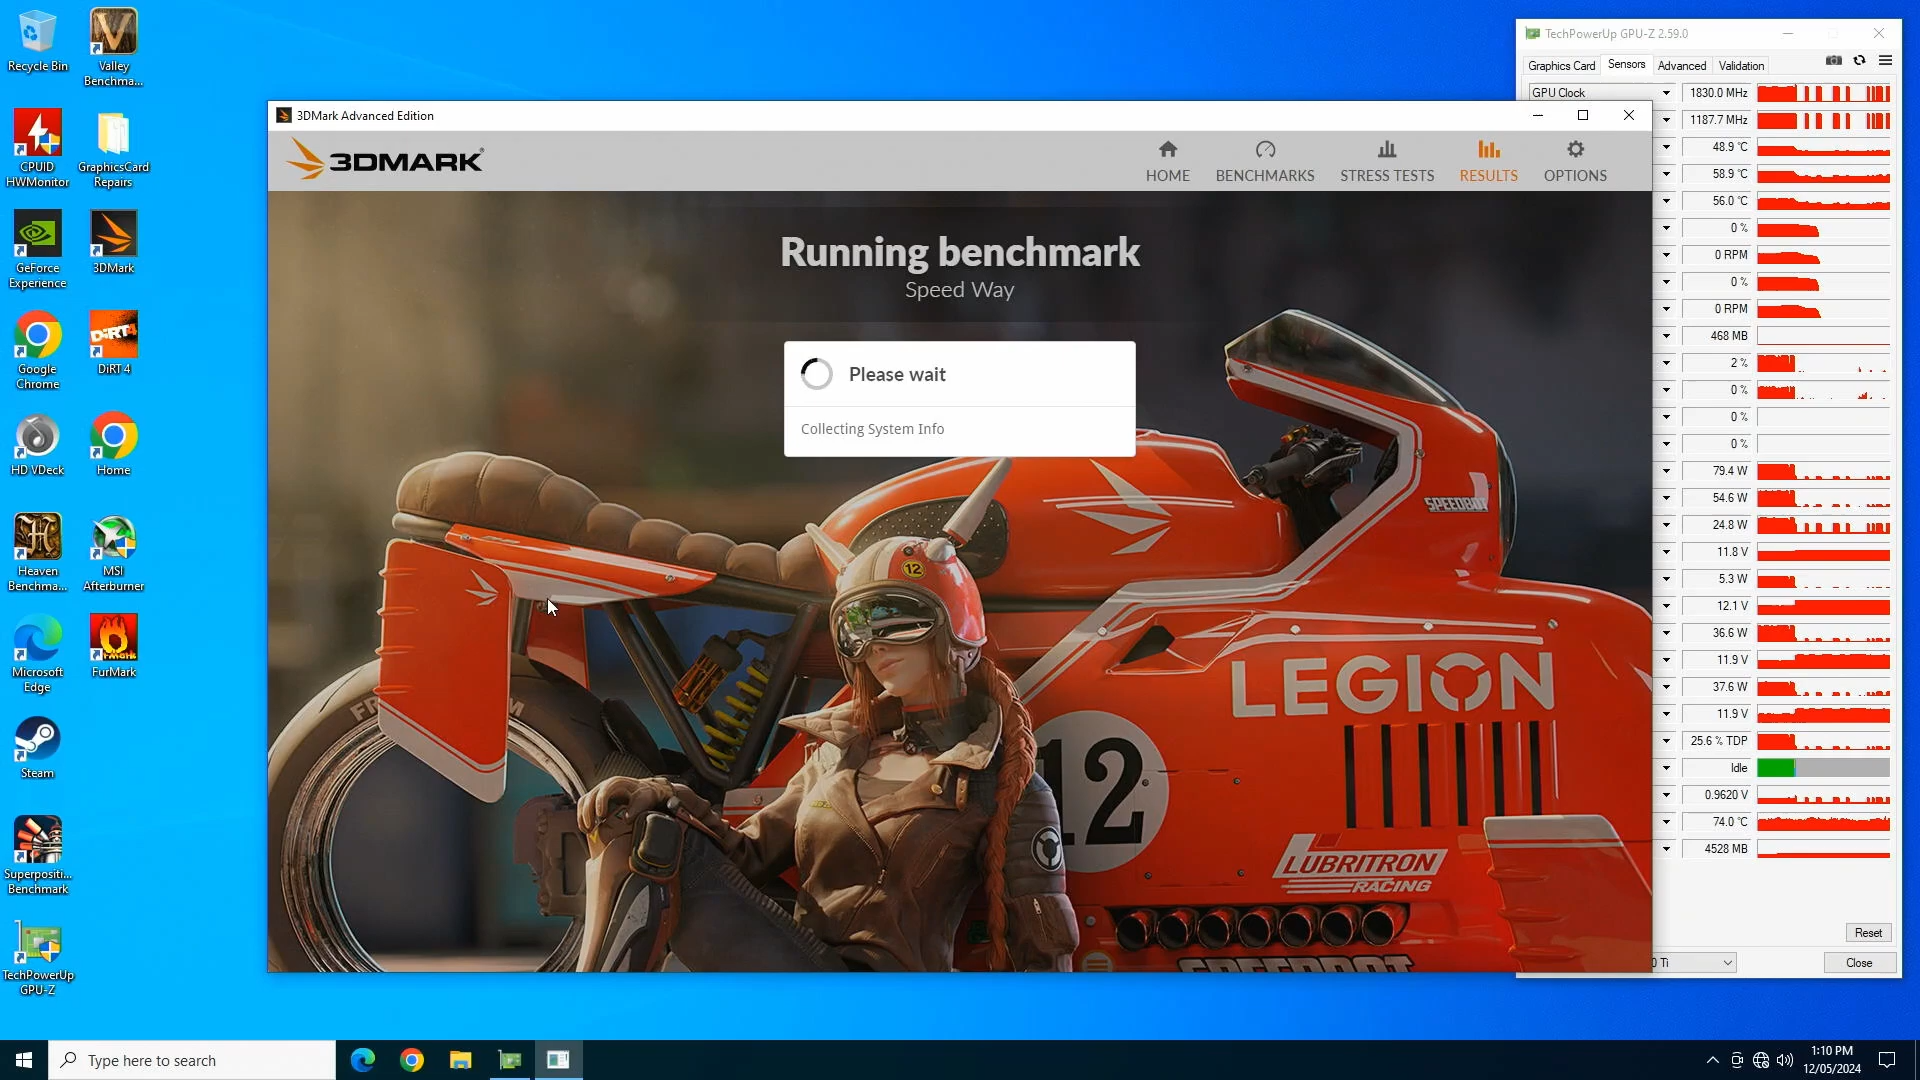 Recycle Bin
Valley
Benchma...
CPUID
HWMonitor
GraphicsCard
Repairs
GeForce
Experience
3DMark
Google
Chrome
DiRT 4
HD VDeck
Home
Heaven
Benchma...
MSI
Afterburner
Microsoft
Edge
FurMark
Steam
Superpositi...
Benchmark
TechPowerUp
GPU-Z
3DMark Advanced Edition
3DMARK
HOME
BENCHMARKS
STRESS TESTS
RESULTS
OPTIONS
Running benchmark
Speed Way
Please wait
Collecting System Info
12
SPEEDBOT
LEGION
12
LUBRITRON
RACING
SPEEDBOT
TechPowerUp GPU-Z 2.59.0
Graphics Card
Sensors
Advanced
Validation
GPU Clock
1830.0 MHz
1187.7 MHz
48.9 °C
58.9 °C
56.0 °C
0 %
0 RPM
0 %
0 RPM
468 MB
2 %
0 %
0 %
0 %
79.4 W
54.6 W
24.8 W
11.8 V
5.3 W
12.1 V
36.6 W
11.9 V
37.6 W
11.9 V
25.6 % TDP
Idle
0.9620 V
74.0 °C
4528 MB
Reset
0 Ti
Close
Type here to search
1:10 PM
12/05/2024